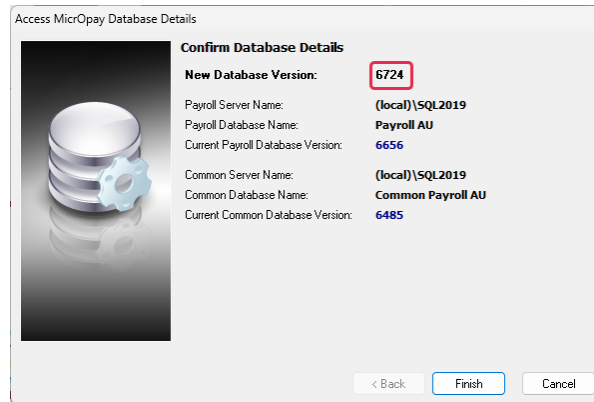 Access MicrOpay Database Details
Confirm Database Details
New Database Version: 6724
Payroll Server Name: (local)\SQL2019
Payroll Database Name: Payroll AU
Current Payroll Database Version: 6656
Common Server Name: (local)\SQL2019
Common Database Name: Common Payroll AU
Current Common Database Version: 6485
< Back Finish Cancel